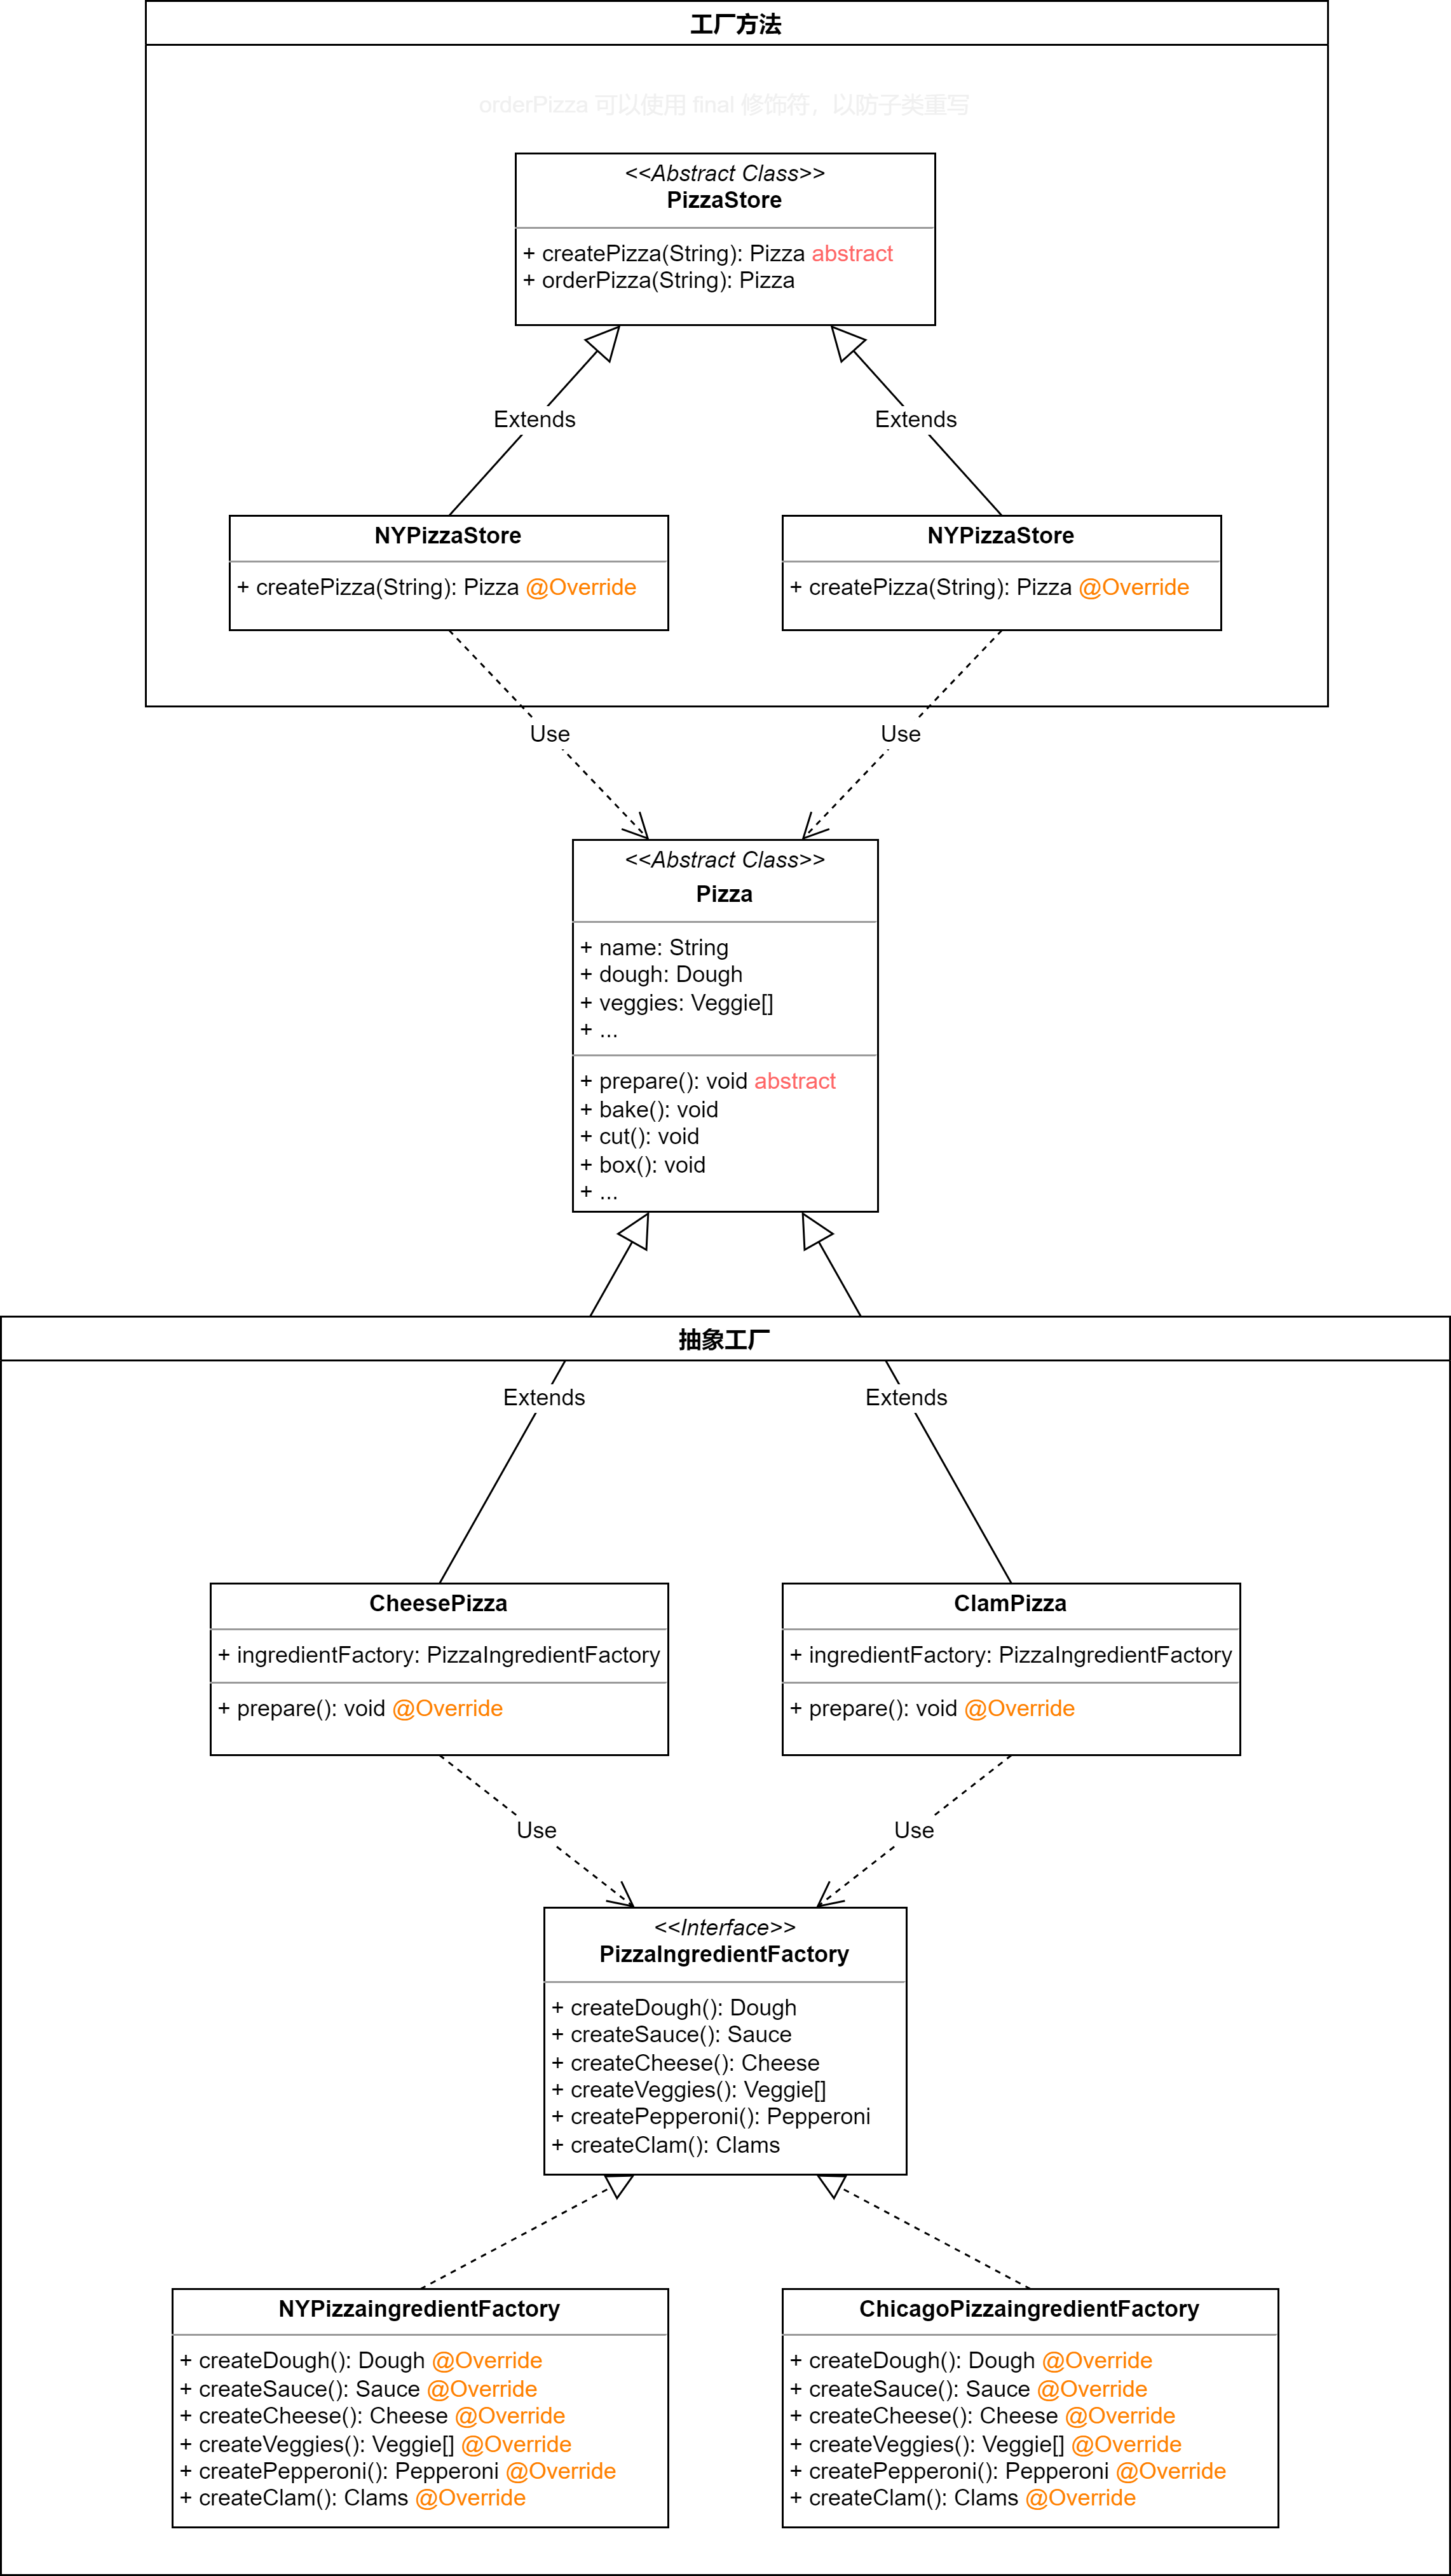 工厂方法
orderPizza 可以使用 final 修饰符，以防子类重写
<<Abstract Class>>
PizzaStore
+ createPizza(String): Pizza abstract
+ orderPizza(String): Pizza
Extends
Extends
NYPizzaStore
+ createPizza(String): Pizza @Override
NYPizzaStore
+ createPizza(String): Pizza @Override
Use
Use
<<Abstract Class>>
Pizza
+ name: String
+ dough: Dough
+ veggies: Veggie[]
+ ...
+ prepare(): void abstract
+ bake(): void
+ cut(): void
+ box(): void
+ ...
抽象工厂
Extends
Extends
CheesePizza
+ ingredientFactory: PizzaIngredientFactory
+ prepare(): void @Override
ClamPizza
+ ingredientFactory: PizzaIngredientFactory
+ prepare(): void @Override
Use
Use
<<Interface>>
PizzaIngredientFactory
+ createDough(): Dough
+ createSauce(): Sauce
+ createCheese(): Cheese
+ createVeggies(): Veggie[]
+ createPepperoni(): Pepperoni
+ createClam(): Clams
NYPizzaingredientFactory
+ createDough(): Dough @Override
+ createSauce(): Sauce @Override
+ createCheese(): Cheese @Override
+ createVeggies(): Veggie[] @Override
+ createPepperoni(): Pepperoni @Override
+ createClam(): Clams @Override
ChicagoPizzaingredientFactory
+ createDough(): Dough @Override
+ createSauce(): Sauce @Override
+ createCheese(): Cheese @Override
+ createVeggies(): Veggie[] @Override
+ createPepperoni(): Pepperoni @Override
+ createClam(): Clams @Override